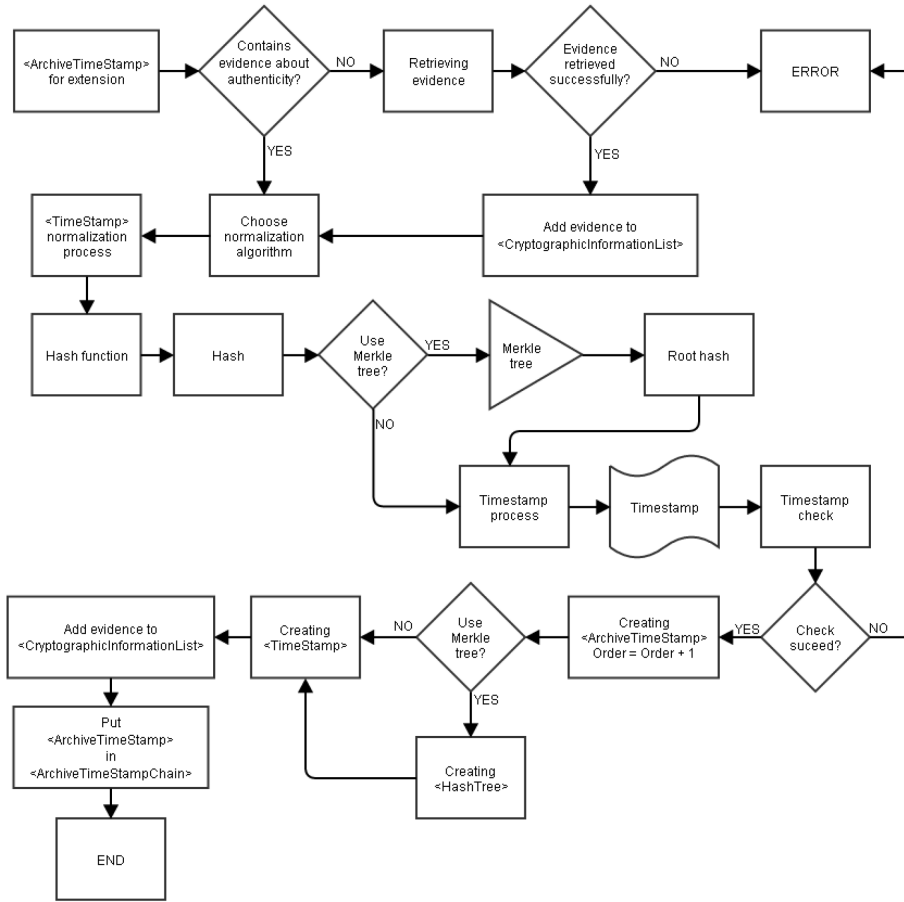 <ArchiveTimeStamp>
for extension
Contains
evidence about
authenticity?
NO
Retrieving
evidence
Evidence
retrieved
successfully?
NO
ERROR
YES
YES
<TimeStamp>
normalization
process
Choose
normalization
algorithm
Add evidence to
<CryptographicInformationList>
Hash function
Hash
Use
Merkle
tree?
YES
Merkle
tree
Root hash
NO
Timestamp
process
Timestamp
Timestamp
check
Add evidence to
<CryptographicInformationList>
Creating
<TimeStamp>
NO
Use
Merkle
tree?
Creating
<ArchiveTimeStamp>
Order = Order + 1
YES
Check
suceed?
NO
YES
Put
<ArchiveTimeStamp>
in
<ArchiveTimeStampChain>
Creating
<HashTree>
END